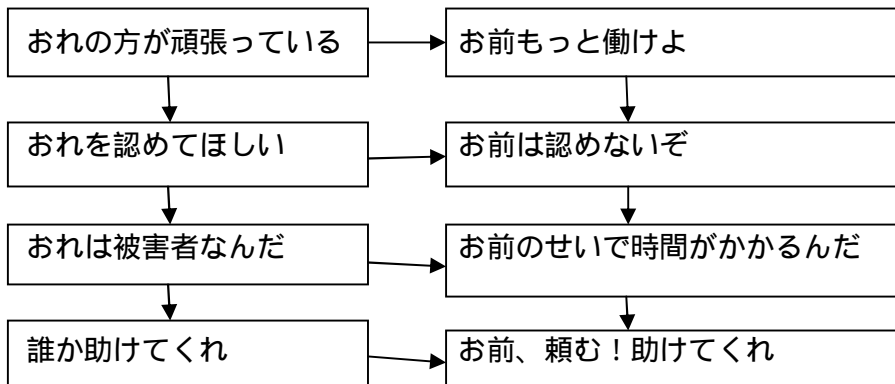 おれの方が頑張っている
お前もっと働けよ
おれを認めてほしい
お前は認めないぞ
おれは被害者なんだ
お前のせいで時間がかかるんだ
誰か助けてくれ
お前、頼む！助けてくれ